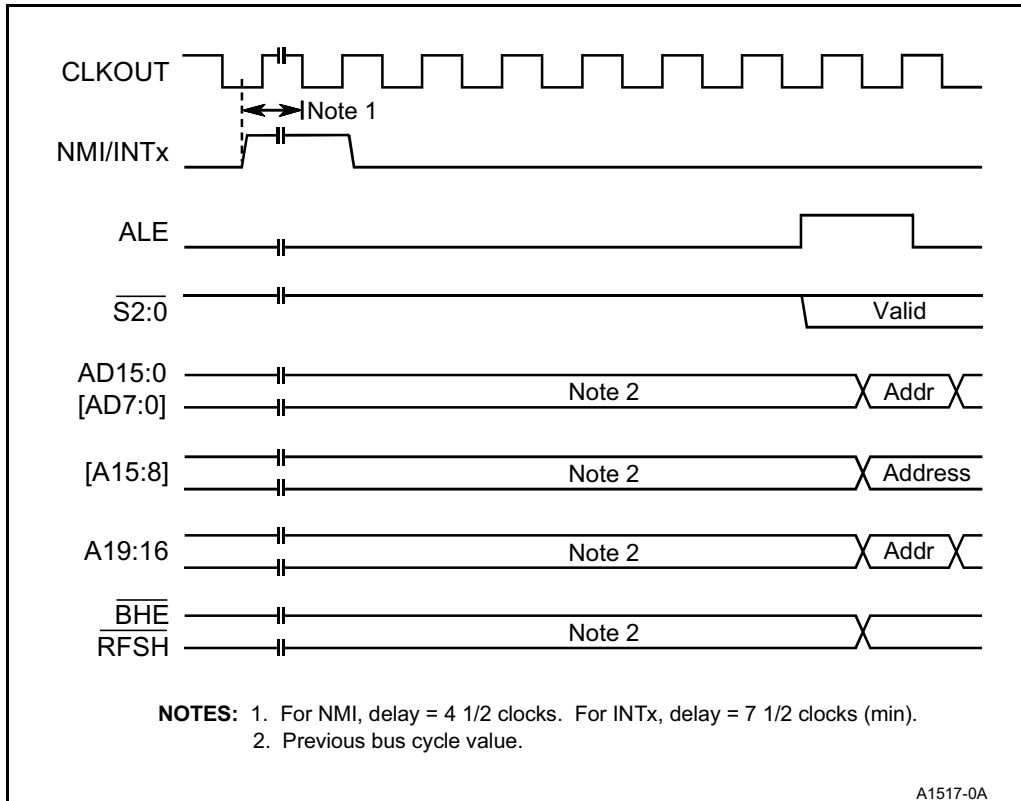 CLKOUT
Note 1
NMI/INTx
ALE
S2:0
Valid
AD15:0
[AD7:0]
Note 2
Addr
[A15:8]
Note 2
Address
A19:16
Note 2
Addr
BHE
RFSH
Note 2
NOTES: 1. For NMI, delay = 4 1/2 clocks. For INTx, delay = 7 1/2 clocks (min).
2. Previous bus cycle value.
A1517-0A